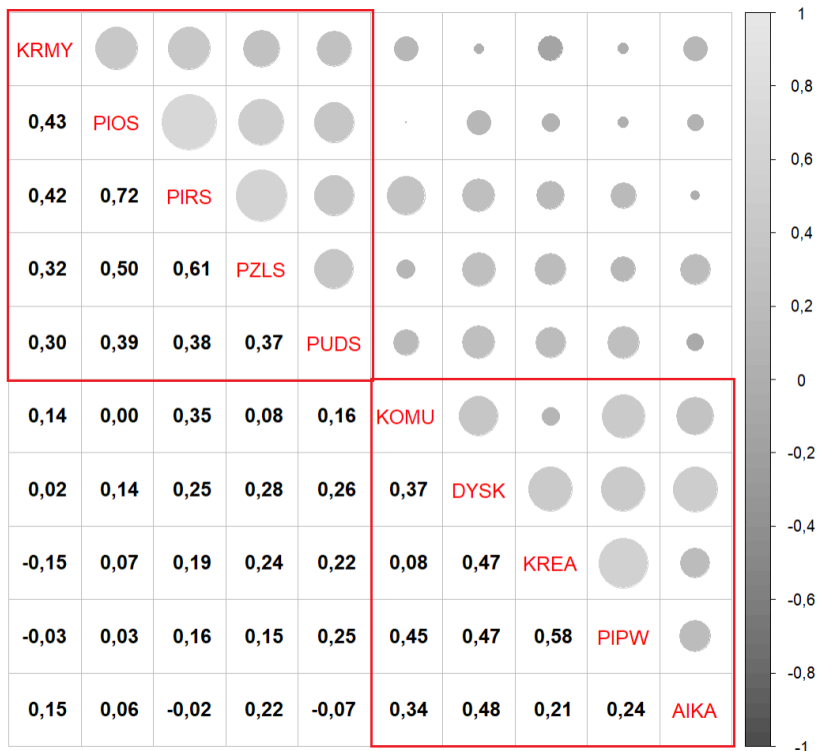 KRMY
0,43 PIOS
0,42 0,72 PIRS
0,32 0,50 0,61 PZLS
0,30 0,39 0,38 0,37 PUDS
0,14 0,00 0,35 0,08 0,16 KOMU
0,02 0,14 0,25 0,28 0,26 0,37 DYSK
-0,15 0,07 0,19 0,24 0,22 0,08 0,47 KREA
-0,03 0,03 0,16 0,15 0,25 0,45 0,47 0,58 PIPW
0,15 0,06 -0,02 0,22 -0,07 0,34 0,48 0,21 0,24 AIKA
1
0,8
0,6
0,4
0,2
0
-0,2
-0,4
-0,6
-0,8
-1